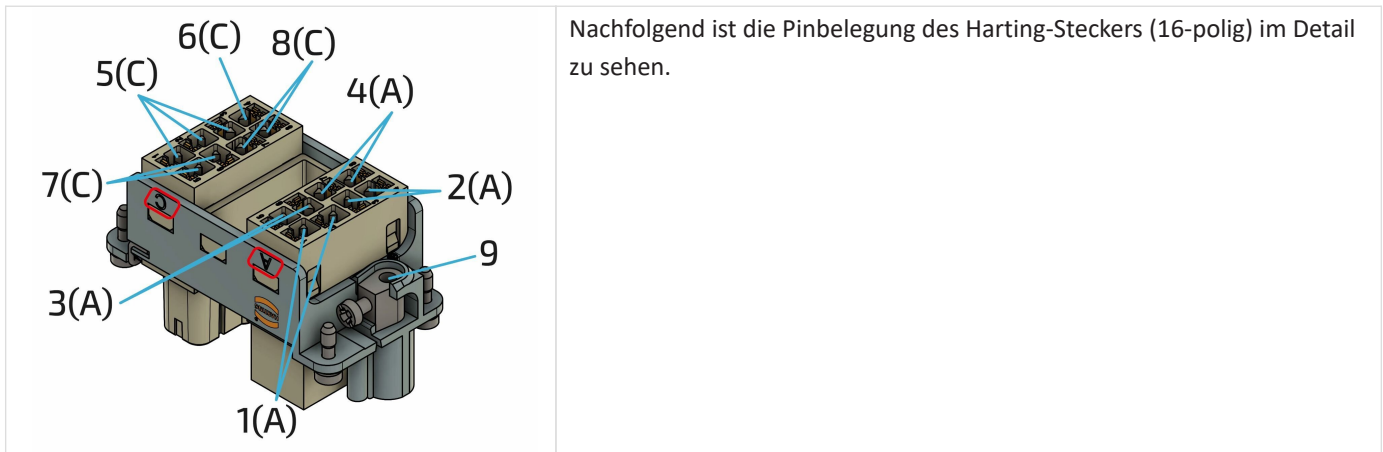 6(C)
8(C)
5(C)
4(A)
7(C)
2(A)
C
A
9
3(A)
1(A)
Nachfolgend ist die Pinbelegung des Harting-Steckers (16-polig) im Detail
zu sehen.